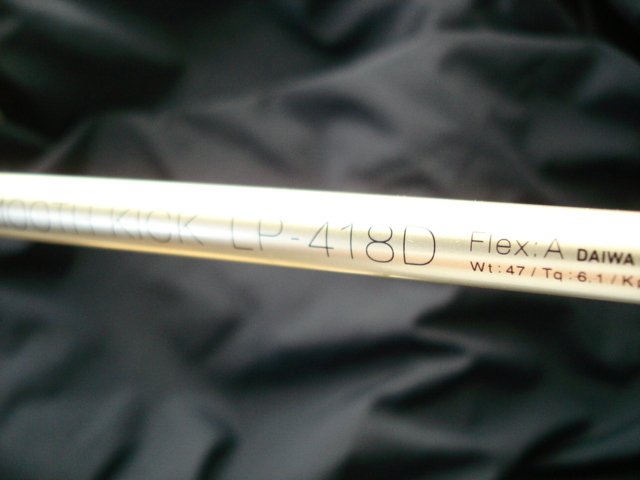 KICK LP-418D Flex:A DAIWA
Wt:47/Tq:6.1/